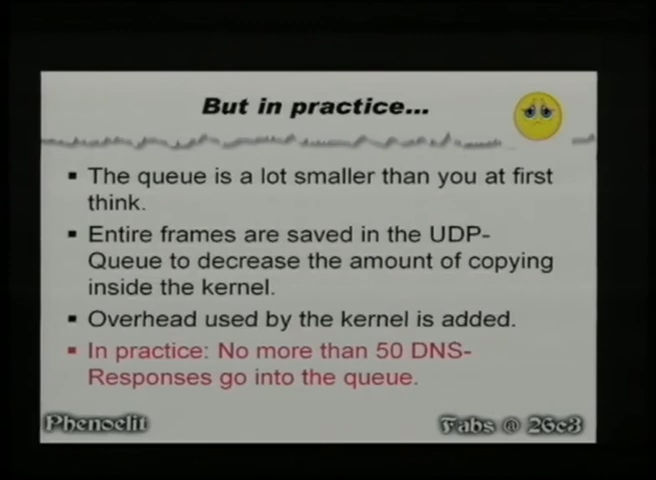 But in practice...
▪ The queue is a lot smaller than you at first
think.
▪ Entire frames are saved in the UDP-
Queue to decrease the amount of copying
inside the kernel.
▪ Overhead used by the kernel is added.
▪ In practice: No more than 50 DNS-
Responses go into the queue.
Phenoelit
Fabs @ 26c3